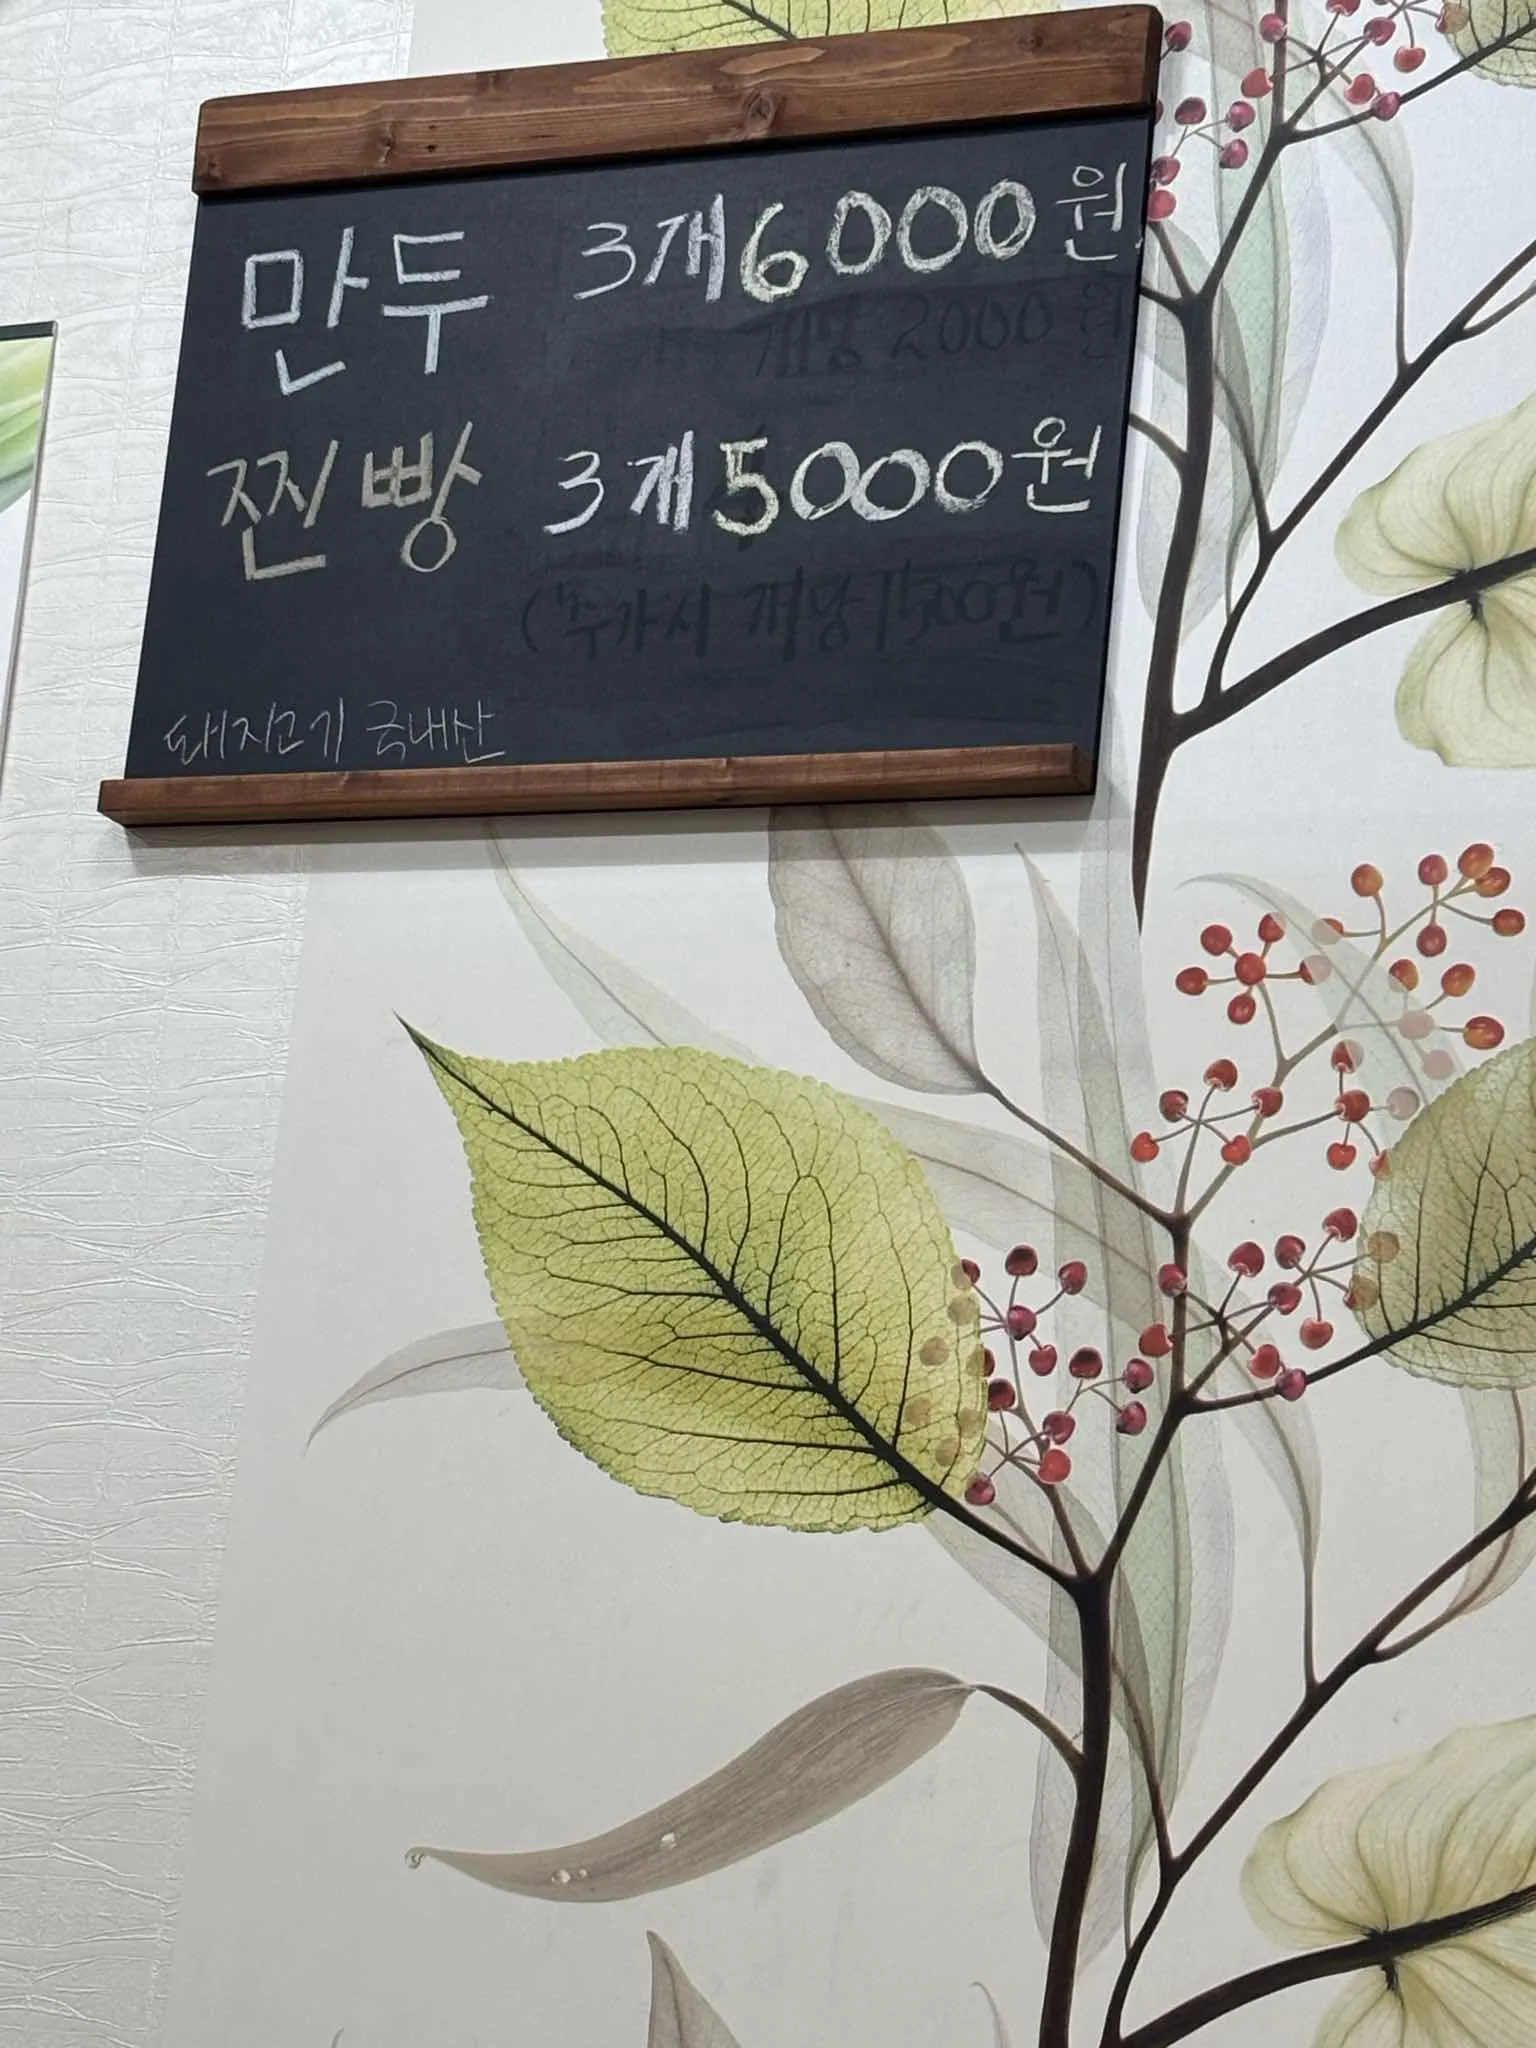 만두 3개 6000원
개당 2000원
찐빵 3개 5000원
(추가시 개당 1500원)
돼지고기 국내산